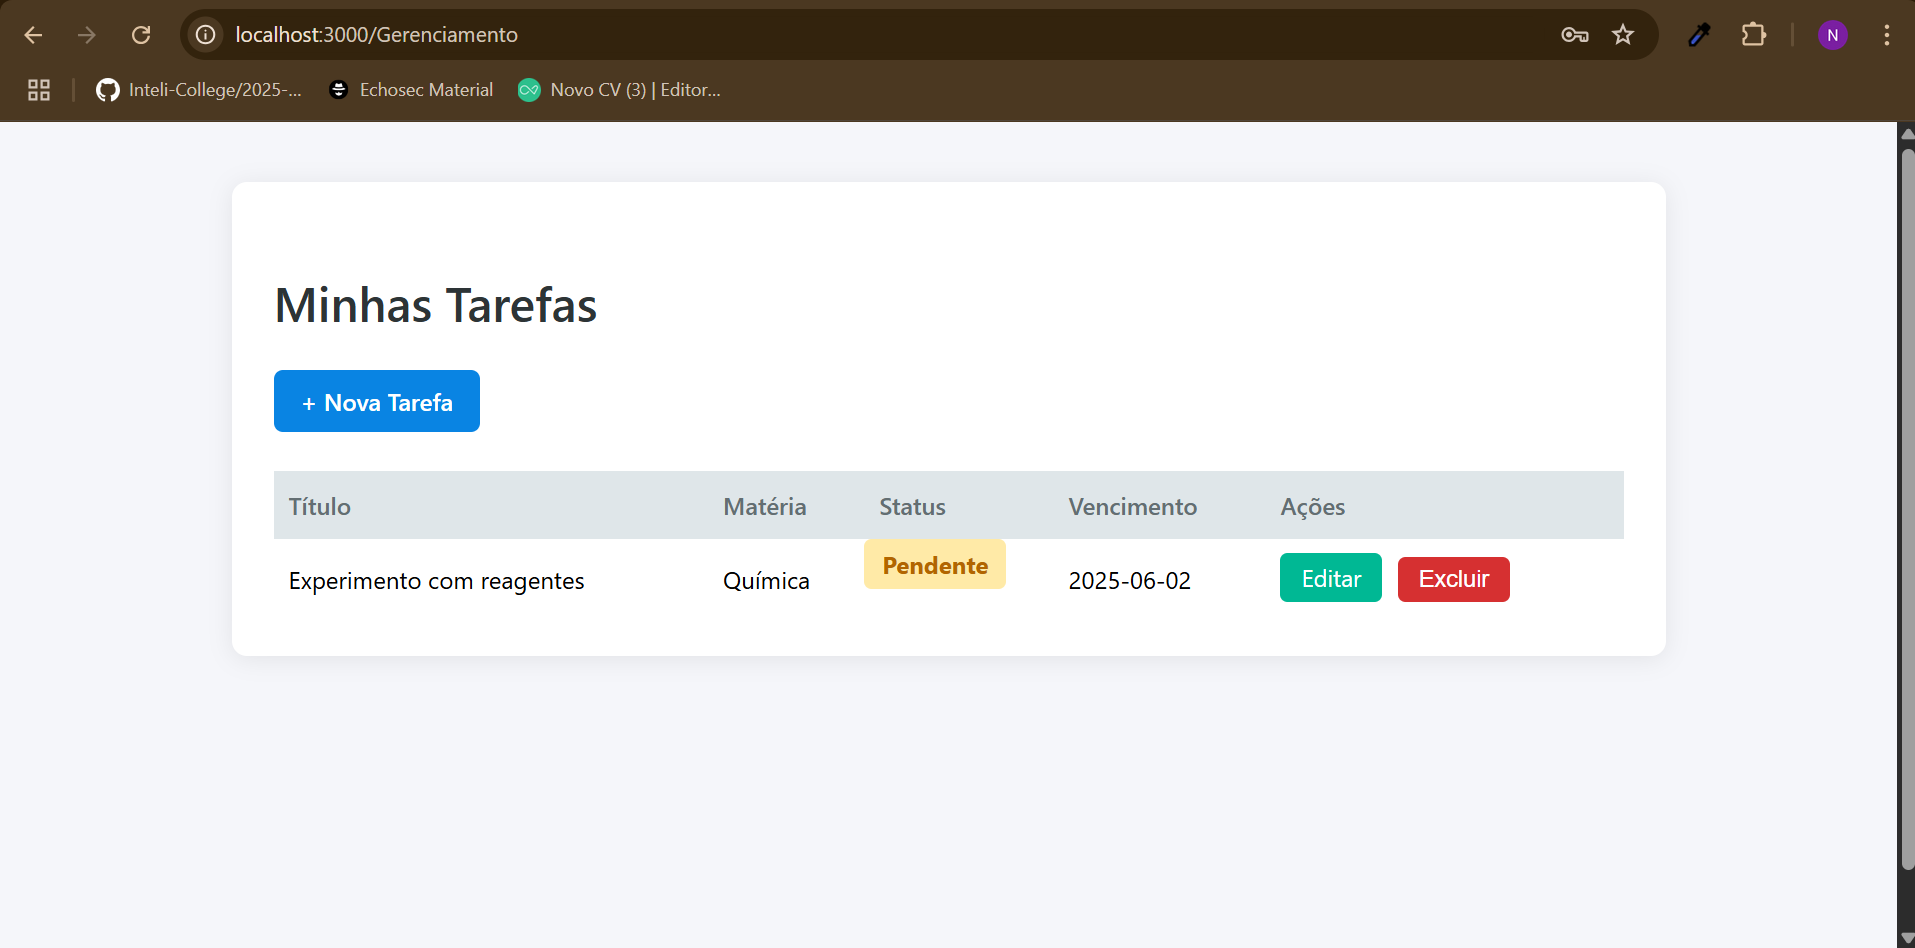 localhost:3000/Gerenciamento
N
Inteli-College/2025-...
Echosec Material
Novo CV (3) | Editor...
Minhas Tarefas
+ Nova Tarefa
Título Matéria Status Vencimento Ações
Experimento com reagentes Química Pendente 2025-06-02 Editar Excluir